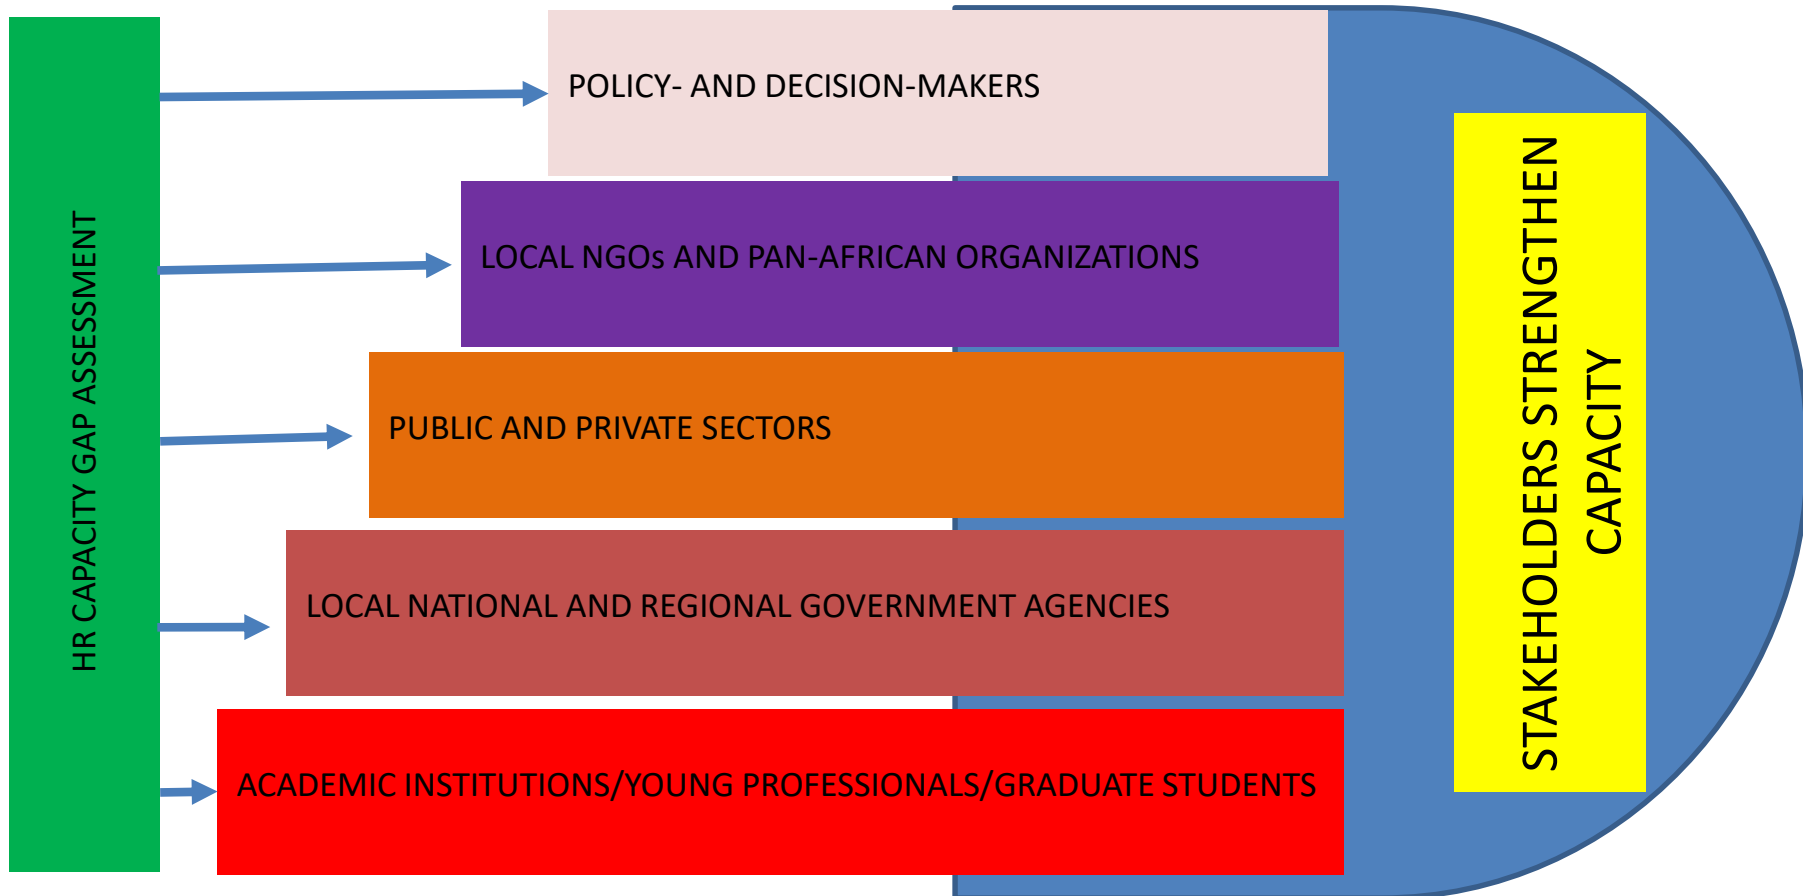 HR CAPACITY GAP ASSESSMENT
POLICY- AND DECISION-MAKERS
LOCAL NGOs AND PAN-AFRICAN ORGANIZATIONS
PUBLIC AND PRIVATE SECTORS
LOCAL NATIONAL AND REGIONAL GOVERNMENT AGENCIES
ACADEMIC INSTITUTIONS/YOUNG PROFESSIONALS/GRADUATE STUDENTS
STAKEHOLDERS STRENGTHEN
CAPACITY